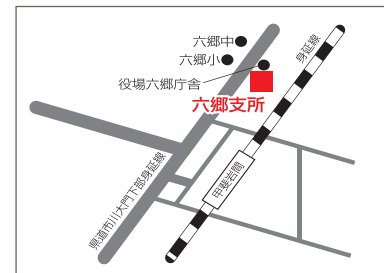 六郷中
六郷小
役場六郷庁舎
六郷支所
身延線
甲斐岩間
県道市川大門下部身延線